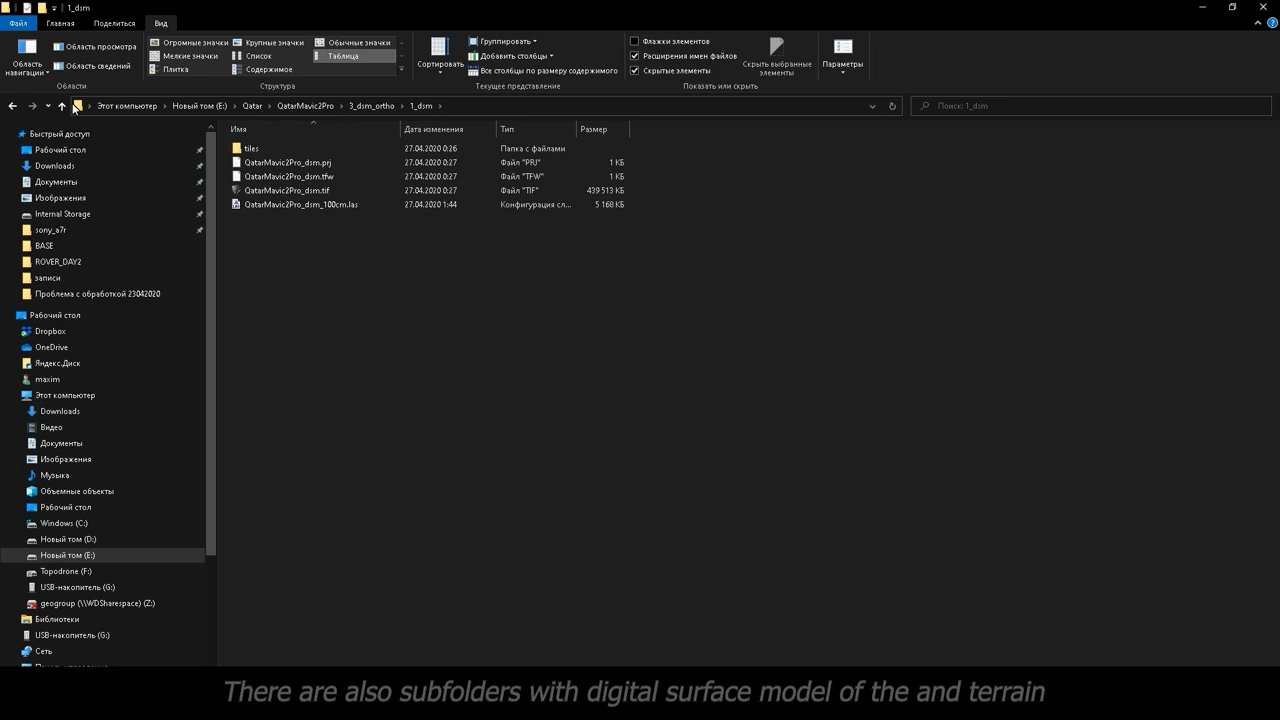 1_dsm
Файл Главная Поделиться Вид
Область навигации
Область просмотра
Область сведений
Области
Огромные значки Крупные значки Обычные значки
Мелкие значки Список Таблица
Плитка Содержимое
Структура
Сортировать
Группировать
Добавить столбцы
Все столбцы по размеру содержимого
Текущее представление
Флажки элементов
Расширения имен файлов
Скрытые элементы
Скрыть выбранные элементы
Показать или скрыть
Параметры
Этот компьютер > Новый том (E:) > Qatar > QatarMavic2Pro > 3_dsm_ortho > 1_dsm >
Поиск: 1_dsm
Имя Дата изменения Тип Размер
tiles 27.04.2020 0:26 Папка с файлами
QatarMavic2Pro_dsm.prj 27.04.2020 0:27 Файл "PRJ" 1 КБ
QatarMavic2Pro_dsm.tfw 27.04.2020 0:27 Файл "TFW" 1 КБ
QatarMavic2Pro_dsm.tif 27.04.2020 0:27 Файл "TIF" 439 513 КБ
QatarMavic2Pro_dsm_100cm.las 27.04.2020 1:44 Конфигурация сл... 5 168 КБ
Быстрый доступ
Рабочий стол
Downloads
Документы
Изображения
Internal Storage
sony_a7r
BASE
ROVER_DAY2
записи
Проблема с обработкой 23042020
Рабочий стол
Dropbox
OneDrive
Яндекс.Диск
maxim
Этот компьютер
Downloads
Видео
Документы
Изображения
Музыка
Объемные объекты
Рабочий стол
Windows (C:)
Новый том (D:)
Новый том (E:)
Topodrone (F:)
USB-накопитель (G:)
geogroup (\\WDSharespace) (Z:)
Библиотеки
USB-накопитель (G:)
Сеть
There are also subfolders with digital surface model of the and terrain